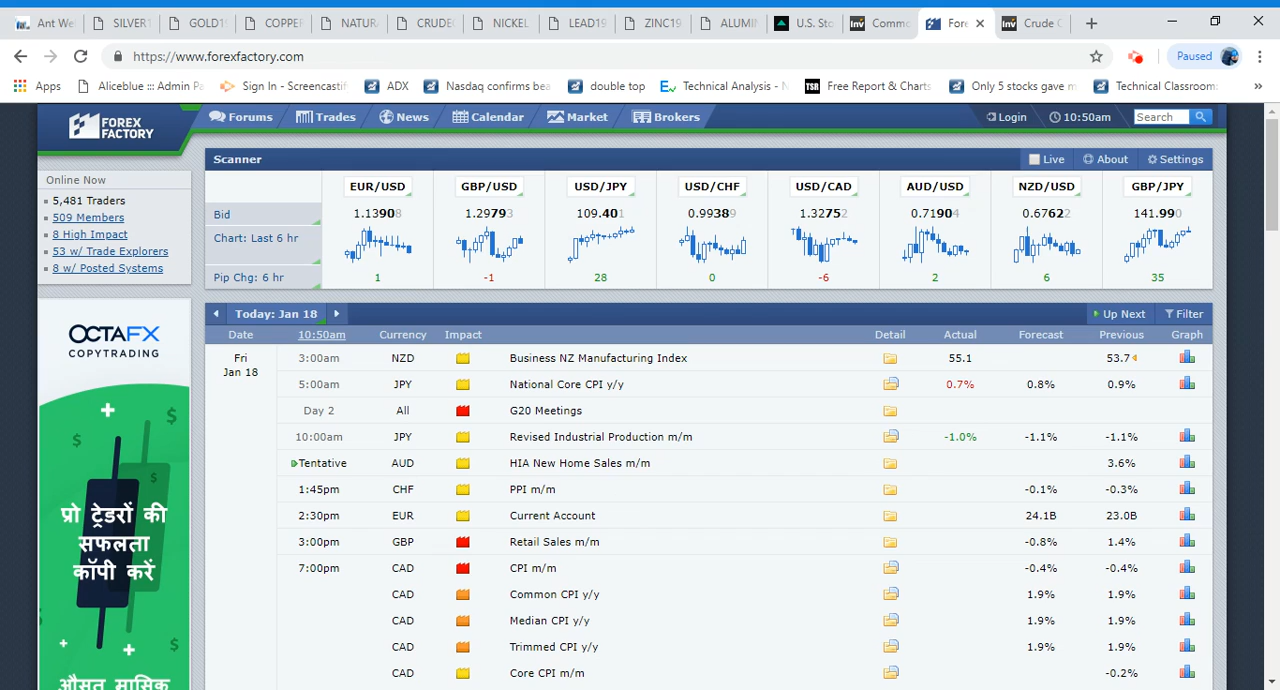 Ant We
SILVER1
GOLD19
COPPE
NATUR
CRUDE
NICKEL
LEAD19
ZINC19
ALUMI
U.S. Sto
Commo
Fore
Crude
https://www.forexfactory.com
Paused
Apps
Aliceblue ::: Admin Pa
Sign In - Screencastif
ADX
Nasdaq confirms bea
double top
Technical Analysis - N
Free Report & Charts
Only 5 stocks gave m
Technical Classroom
»
FOREX
FACTORY
Forums
Trades
News
Calendar
Market
Brokers
Login
10:50am
Search
Online Now
5,481 Traders
509 Members
8 High Impact
53 w/ Trade Explorers
8 w/ Posted Systems
OCTAFX
COPYTRADING
प्रो ट्रेडरों की
सफलता
कॉपी करें
औसत मासिक
Scanner
Live
About
Settings
EUR/USD GBP/USD USD/JPY USD/CHF USD/CAD AUD/USD NZD/USD GBP/JPY
Bid 1.13908 1.29793 109.401 0.99389 1.32752 0.71904 0.67622 141.990
Chart: Last 6 hr
Pip Chg: 6 hr 1 -1 28 0 -6 2 6 35
Today: Jan 18
Up Next
Filter
Date 10:50am Currency Impact Detail Actual Forecast Previous Graph
Fri
Jan 18
3:00am NZD Business NZ Manufacturing Index 55.1 53.7
5:00am JPY National Core CPI y/y 0.7% 0.8% 0.9%
Day 2 All G20 Meetings
10:00am JPY Revised Industrial Production m/m -1.0% -1.1% -1.1%
Tentative AUD HIA New Home Sales m/m 3.6%
1:45pm CHF PPI m/m -0.1% -0.3%
2:30pm EUR Current Account 24.1B 23.0B
3:00pm GBP Retail Sales m/m -0.8% 1.4%
7:00pm CAD CPI m/m -0.4% -0.4%
CAD Common CPI y/y 1.9% 1.9%
CAD Median CPI y/y 1.9% 1.9%
CAD Trimmed CPI y/y 1.9% 1.9%
CAD Core CPI m/m -0.2%